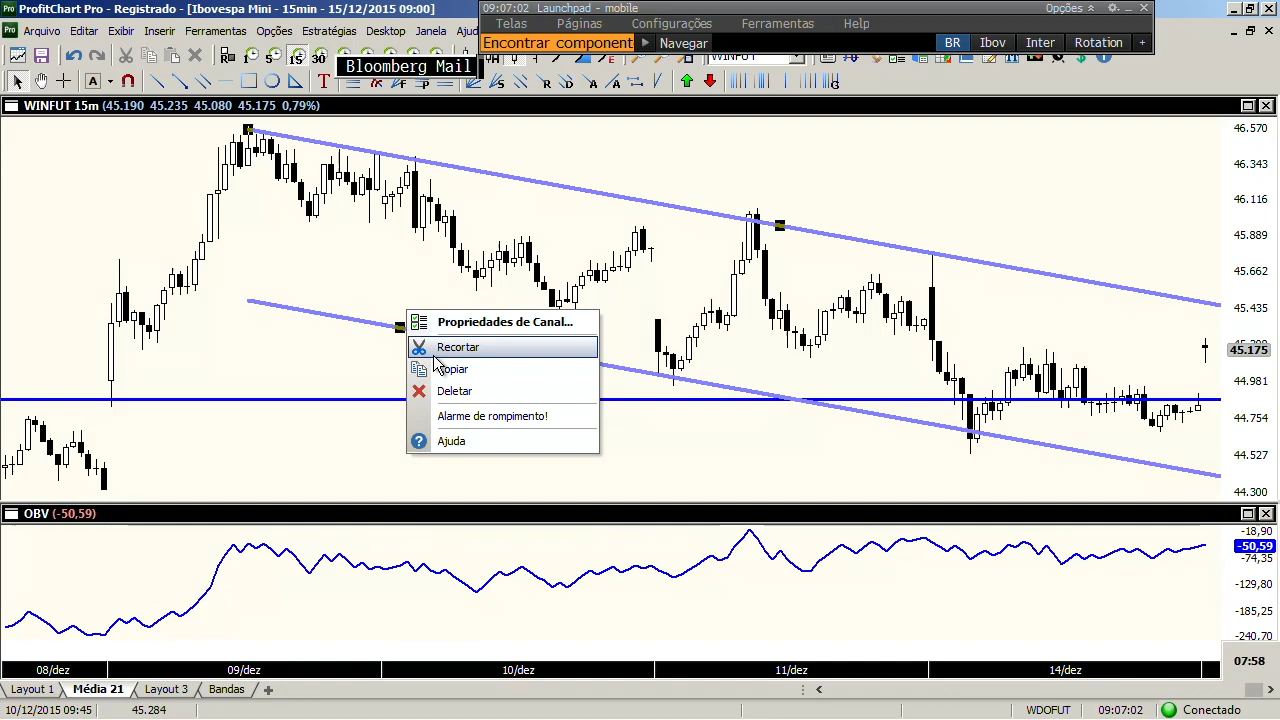 ProfitChart Pro - Registrado - [Ibovespa Mini - 15min - 15/12/2015 09:00]
09:07:02 Launchpad - mobile
Opções
Telas Páginas Configurações Ferramentas Help
Arquivo Editar Exibir Inserir Ferramentas Opções Estratégias Desktop Janela
Encontrar component Navegar
BR Ibov Inter Rotation +
Bloomberg Mail
WINFUT
WINFUT 15m (45.190 45.235 45.080 45.175 0,79%)
46.570
46.343
46.116
45.889
45.662
45.435
45.175
44.981
44.754
44.527
44.300
Propriedades de Canal...
Recortar
Deletar
Alarme de rompimento!
Ajuda
OBV (-50,59)
-18,90
-50,59
-74,35
-129,80
-185,25
-240,70
08/dez 09/dez 10/dez 11/dez 14/dez
07:58
Layout 1 Média 21 Layout 3 Bandas
10/12/2015 09:45 45.284 WDOFUT 09:07:02 Conectado